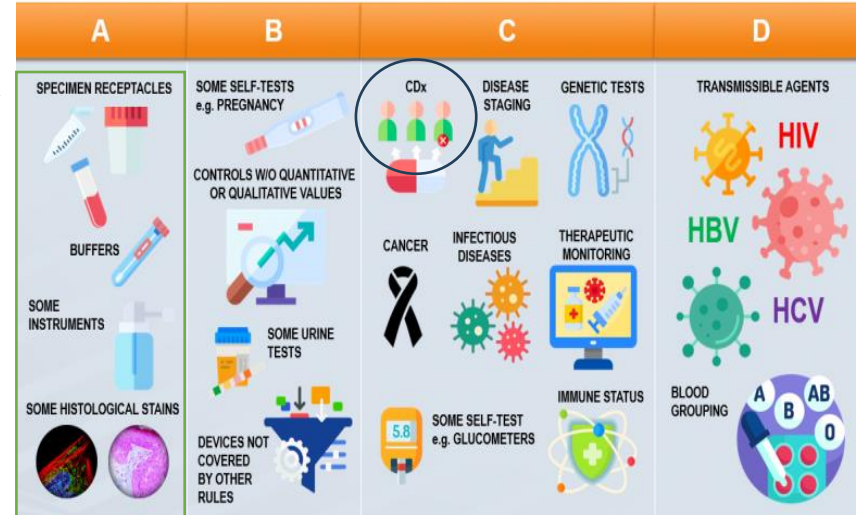 A
B
C
D
SPECIMEN RECEPTACLES
BUFFERS
SOME
INSTRUMENTS
SOME HISTOLOGICAL STAINS
SOME SELF-TESTS
e.g. PREGNANCY
CONTROLS W/O QUANTITATIVE
OR QUALITATIVE VALUES
SOME URINE
TESTS
DEVICES NOT
COVERED
BY OTHER
RULES
CDx
DISEASE
STAGING
GENETIC TESTS
CANCER
INFECTIOUS
DISEASES
THERAPEUTIC
MONITORING
5.8
SOME SELF-TEST
e.g. GLUCOMETERS
IMMUNE STATUS
TRANSMISSIBLE AGENTS
HIV
HBV
HCV
BLOOD
GROUPING
A
B
AB
O